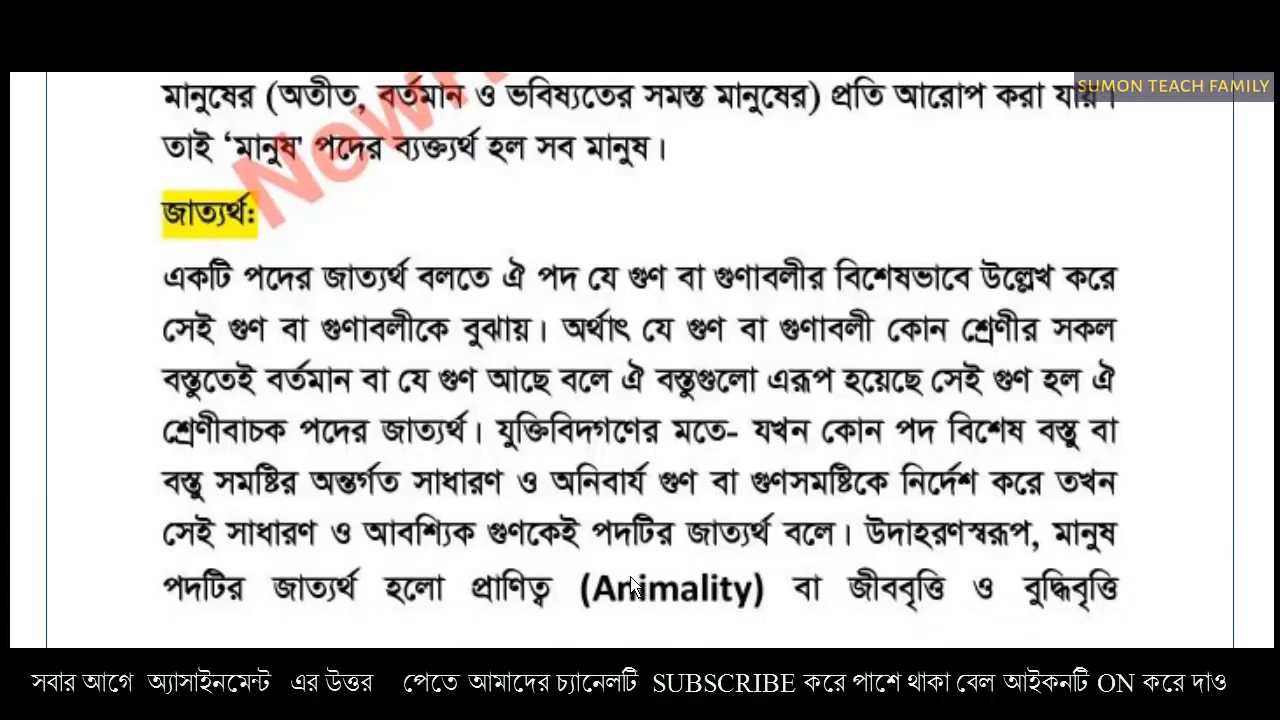 SUMON TEACH FAMILY
মানুষের (অতীত, বর্তমান ও ভবিষ্যতের সমস্ত মানুষের) প্রতি আরোপ করা যায়।
তাই ‘মানুষ' পদের ব্যক্ত্যর্থ হল সব মানুষ।
জাত্যর্থ:
একটি পদের জাত্যর্থ বলতে ঐ পদ যে গুণ বা গুণাবলীর বিশেষভাবে উল্লেখ করে
সেই গুণ বা গুণাবলীকে বুঝায়। অর্থাৎ যে গুণ বা গুণাবলী কোন শ্রেণীর সকল
বস্তুতেই বর্তমান বা যে গুণ আছে বলে ঐ বস্তুগুলো এরূপ হয়েছে সেই গুণ হল ঐ
শ্রেণীবাচক পদের জাত্যর্থ। যুক্তিবিদগণের মতে- যখন কোন পদ বিশেষ বস্তু বা
বস্তু সমষ্টির অন্তর্গত সাধারণ ও অনিবার্য গুণ বা গুণসমষ্টিকে নির্দেশ করে তখন
সেই সাধারণ ও আবশ্যিক গুণকেই পদটির জাত্যর্থ বলে। উদাহরণস্বরূপ, মানুষ
পদটির জাত্যর্থ হলো প্রাণিত্ব (Animality) বা জীববৃত্তি ও বুদ্ধিবৃত্তি
সবার আগে অ্যাসাইনমেন্ট এর উত্তর পেতে আমাদের চ্যানেলটি SUBSCRIBE করে পাশে থাকা বেল আইকনটি ON করে দাও